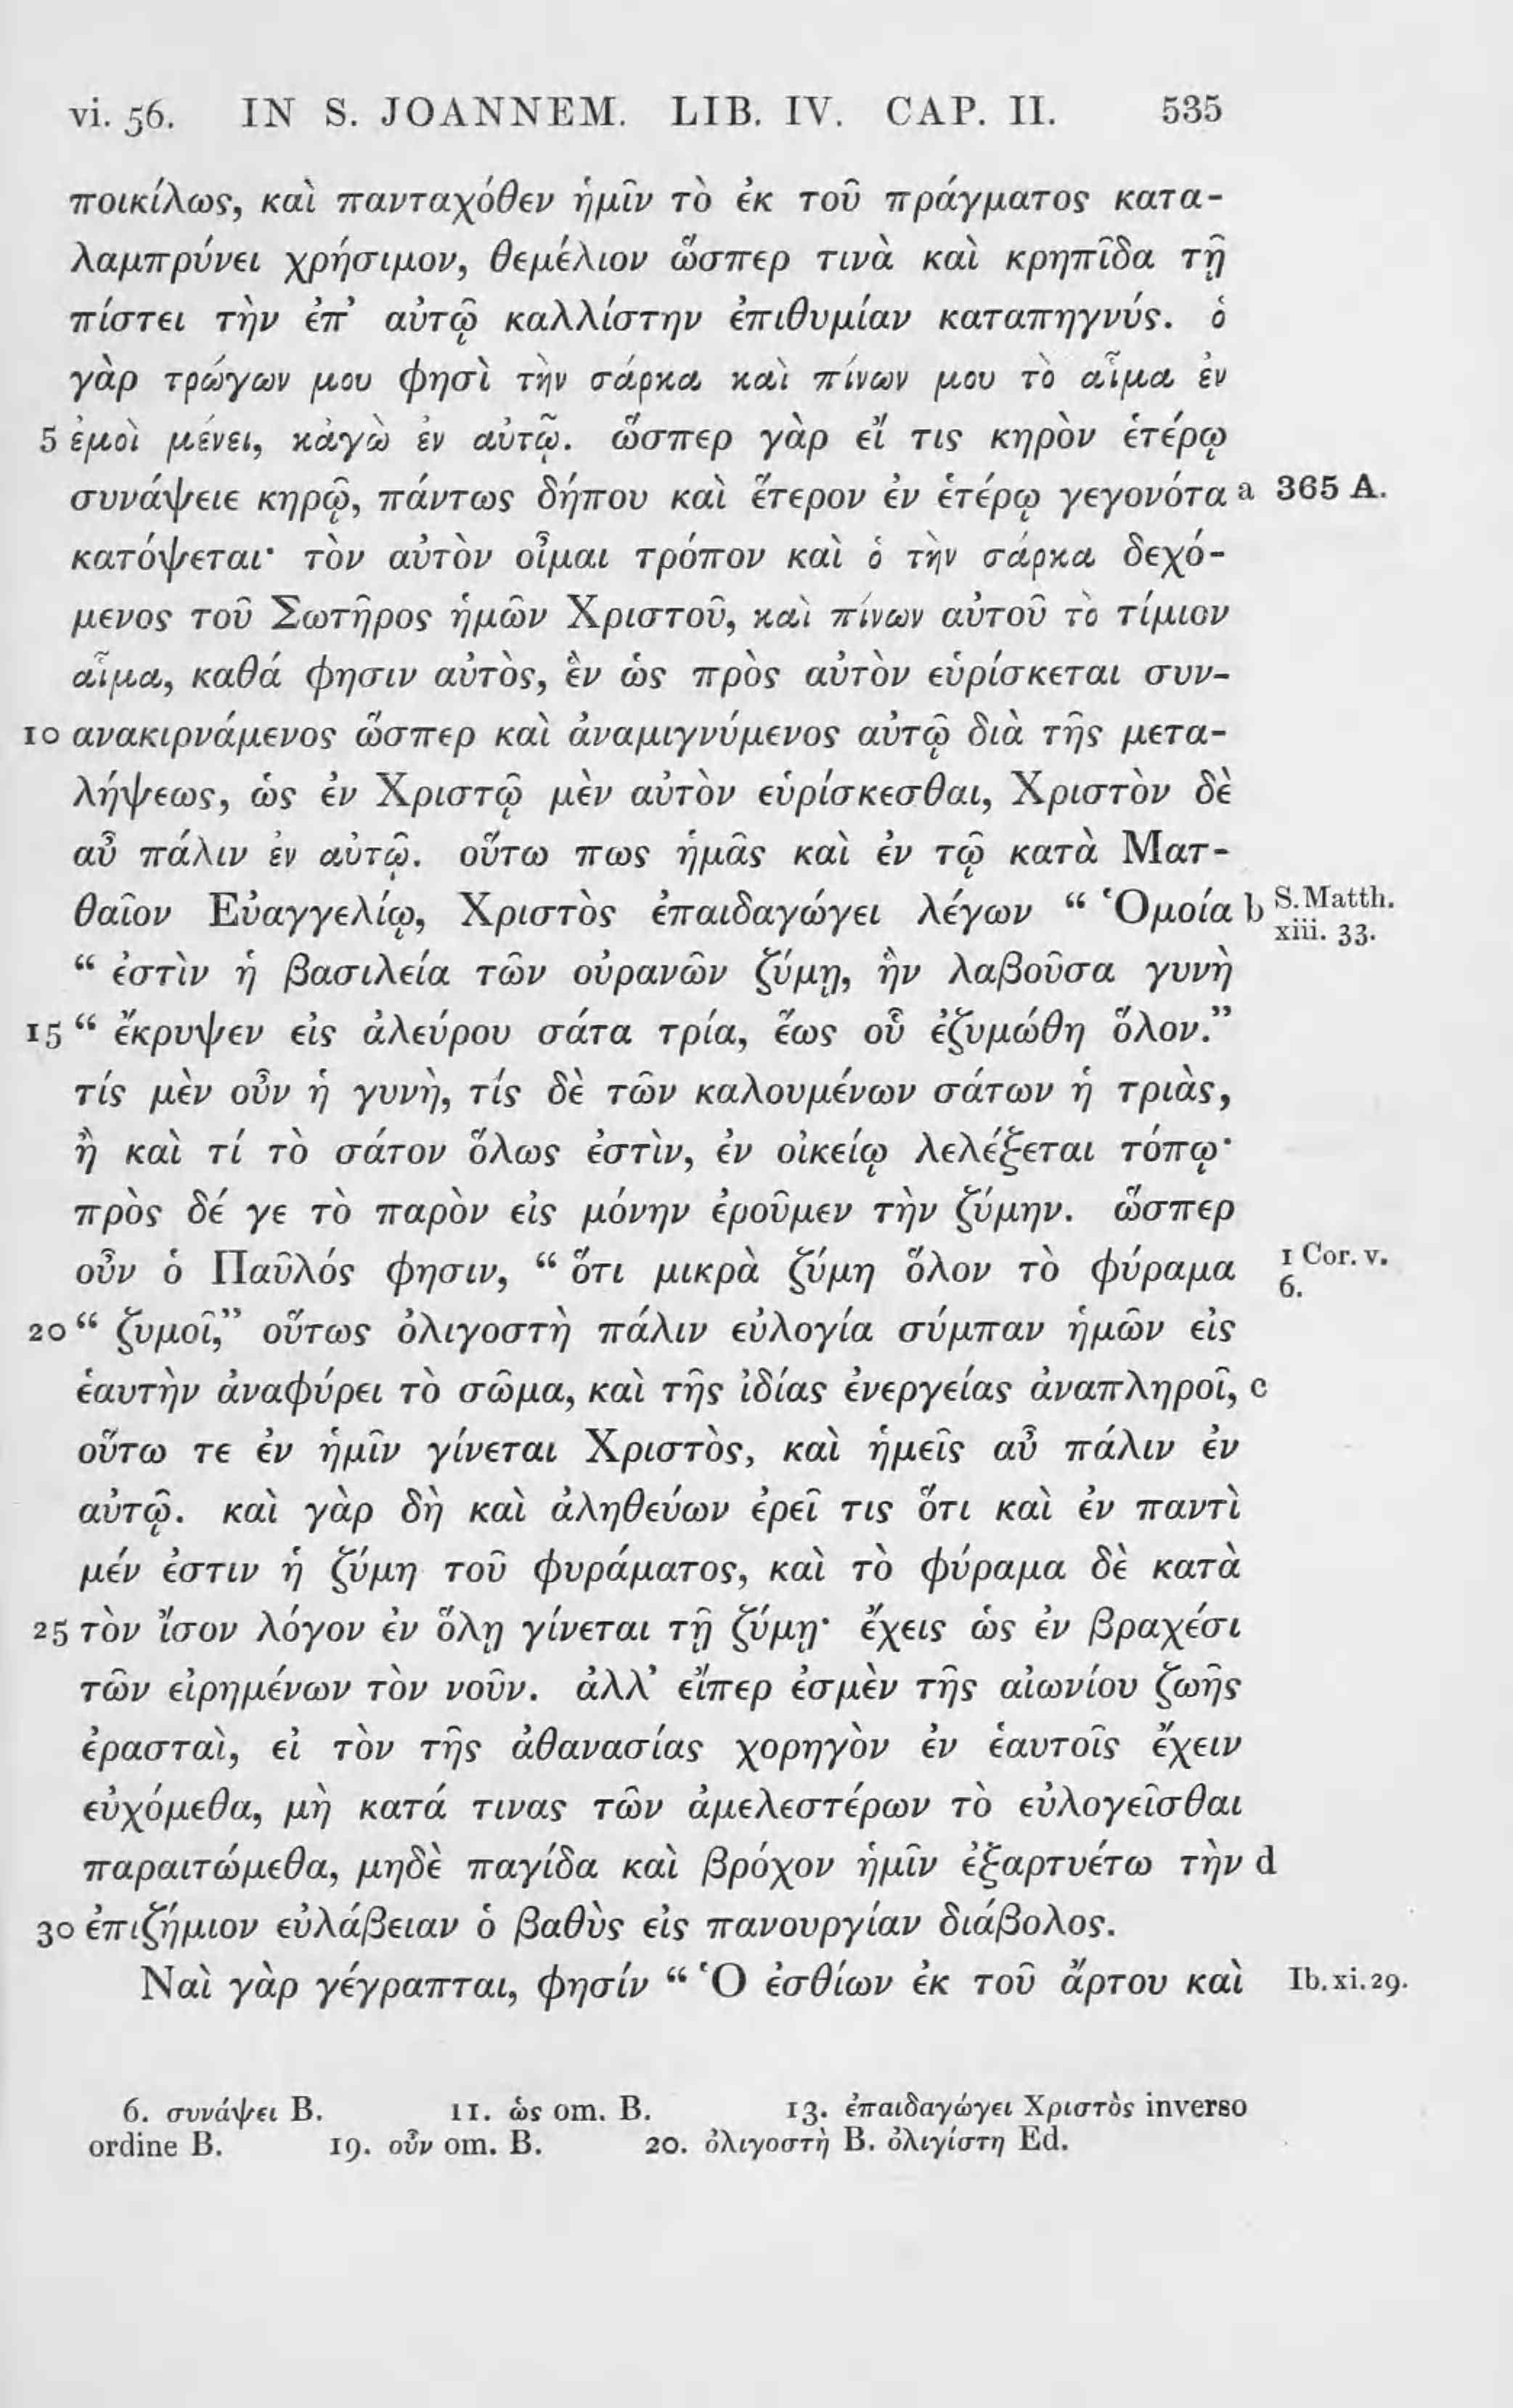 vi. 56. IN S. JOANNEM. LIB. IV. CAP. II. 535
ποικίλως, καὶ πανταχόθεν ἡμῖν τὸ ἐκ τοῦ πράγματος κατα-
λαμπρύνει χρήσιμον, θεμέλιον ὥσπερ τινὰ καὶ κρηπῖδα τῇ
πίστει τὴν ἐπ’ αὐτῷ καλλίστην ἐπιθυμίαν καταπηγνύς. ὁ
γὰρ τρώγων μου φησὶ τὴν σάρκα καὶ πίνων μου τὸ αἷμα ἐν
5 ἐμοὶ μένει, κἀγὼ ἐν αὐτῷ. ὥσπερ γὰρ εἴ τις κηρὸν ἑτέρῳ
συνάψειε κηρῷ, πάντως δήπου καὶ ἕτερον ἐν ἑτέρῳ γεγονότα a 365 A.
κατόψεται· τὸν αὐτὸν οἶμαι τρόπον καὶ ὁ τὴν σάρκα δεχό-
μενος τοῦ Σωτῆρος ἡμῶν Χριστοῦ, καὶ πίνων αὐτοῦ τὸ τίμιον
αἷμα, καθά φησιν αὐτὸς, ἓν ὡς πρὸς αὐτὸν εὑρίσκεται συν-
10 ανακιρνάμενος ὥσπερ καὶ ἀναμιγνύμενος αὐτῷ διὰ τῆς μετα-
λήψεως, ὡς ἐν Χριστῷ μὲν αὐτὸν εὑρίσκεσθαι, Χριστὸν δὲ
αὖ πάλιν ἐν αὐτῷ. οὕτω πως ἡμᾶς καὶ ἐν τῷ κατὰ Ματ-
θαῖον Εὐαγγελίῳ, Χριστὸς ἐπαιδαγώγει λέγων “ Ὁμοία b S. Matth. xiii. 33.
“ ἐστὶν ἡ βασιλεία τῶν οὐρανῶν ζύμῃ, ἣν λαβοῦσα γυνὴ
15 “ ἔκρυψεν εἰς ἀλεύρου σάτα τρία, ἕως οὗ ἐζυμώθη ὅλον.”
τίς μὲν οὖν ἡ γυνὴ, τίς δὲ τῶν καλουμένων σάτων ἡ τριὰς,
ἢ καὶ τί τὸ σάτον ὅλως ἐστὶν, ἐν οἰκείῳ λελέξεται τόπῳ·
πρὸς δέ γε τὸ παρὸν εἰς μόνην ἐροῦμεν τὴν ζύμην. ὥσπερ
οὖν ὁ Παῦλός φησιν, “ ὅτι μικρὰ ζύμη ὅλον τὸ φύραμα 1 Cor. v. 6.
20 “ ζυμοῖ,” οὕτως ὀλιγοστὴ πάλιν εὐλογία σύμπαν ἡμῶν εἰς
ἑαυτὴν ἀναφύρει τὸ σῶμα, καὶ τῆς ἰδίας ἐνεργείας ἀναπληροῖ, c
οὕτω τε ἐν ἡμῖν γίνεται Χριστὸς, καὶ ἡμεῖς αὖ πάλιν ἐν
αὐτῷ. καὶ γὰρ δὴ καὶ ἀληθεύων ἐρεῖ τις ὅτι καὶ ἐν παντὶ
μέν ἐστιν ἡ ζύμη τοῦ φυράματος, καὶ τὸ φύραμα δὲ κατὰ
25 τὸν ἴσον λόγον ἐν ὅλῃ γίνεται τῇ ζύμῃ· ἔχεις ὡς ἐν βραχέσι
τῶν εἰρημένων τὸν νοῦν. ἀλλ’ εἴπερ ἐσμὲν τῆς αἰωνίου ζωῆς
ἐρασταὶ, εἰ τὸν τῆς ἀθανασίας χορηγὸν ἐν ἑαυτοῖς ἔχειν
εὐχόμεθα, μὴ κατά τινας τῶν ἀμελεστέρων τὸ εὐλογεῖσθαι
παραιτώμεθα, μηδὲ παγίδα καὶ βρόχον ἡμῖν ἐξαρτυέτω τὴν d
30 ἐπιζήμιον εὐλάβειαν ὁ βαθὺς εἰς πανουργίαν διάβολος.
Ναὶ γὰρ γέγραπται, φησίν “ Ὁ ἐσθίων ἐκ τοῦ ἄρτου καὶ Ib. xi. 29.
6. συνάψει B. 11. ὡς om. B. 13. ἐπαιδαγώγει Χριστὸς inverso
ordine B. 19. οὖν om. B. 20. ὀλιγοστὴ B. ὀλιγίστη Ed.